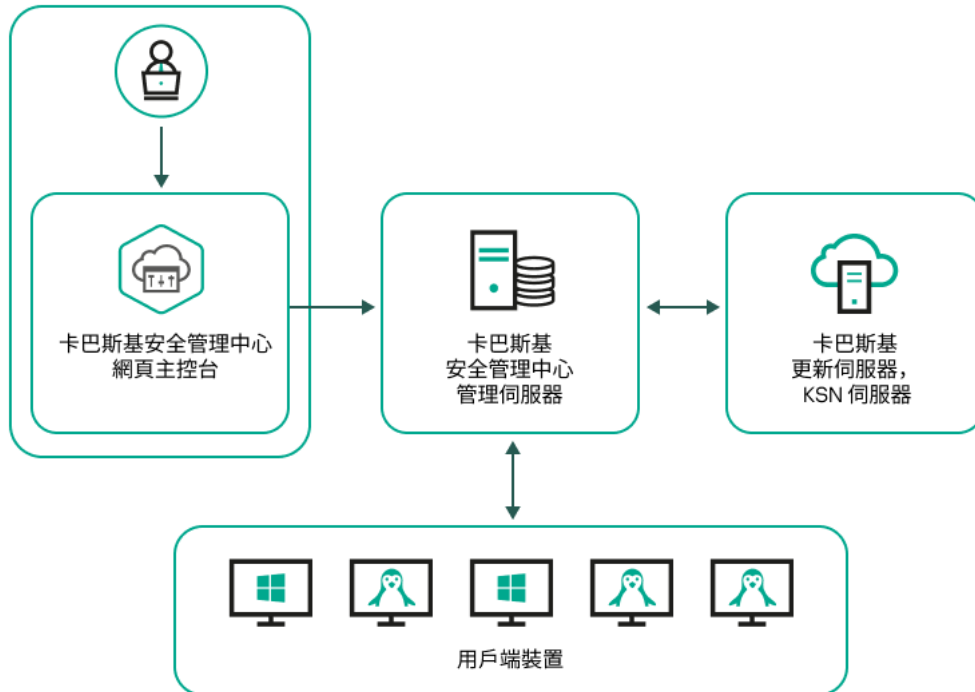 卡巴斯基安全管理中心
網頁主控台
卡巴斯基
安全管理中心
管理伺服器
卡巴斯基
更新伺服器，
KSN 伺服器
用戶端裝置